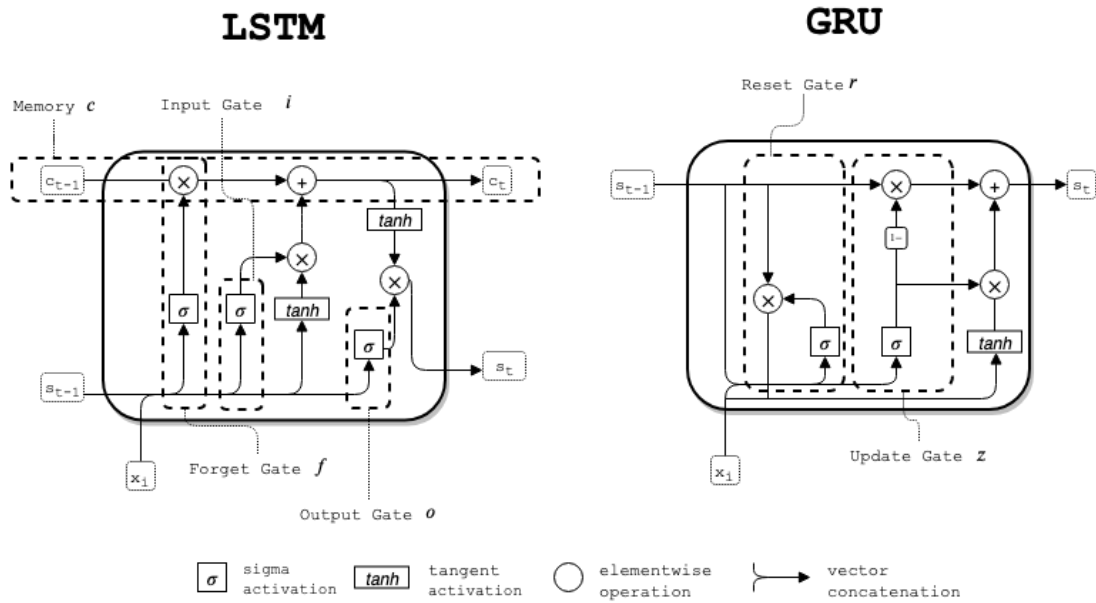 LSTM
GRU
Memory c
Input Gate i
Reset Gate r
c_{t-1}
×
+
c_t
tanh
×
×
σ
σ
tanh
σ
s_{t-1}
s_t
x_i
Forget Gate f
Output Gate o
s_{t-1}
×
+
s_t
1-
×
×
σ
σ
tanh
x_i
Update Gate z
σ
sigma
activation
tanh
tangent
activation
elementwise
operation
vector
concatenation